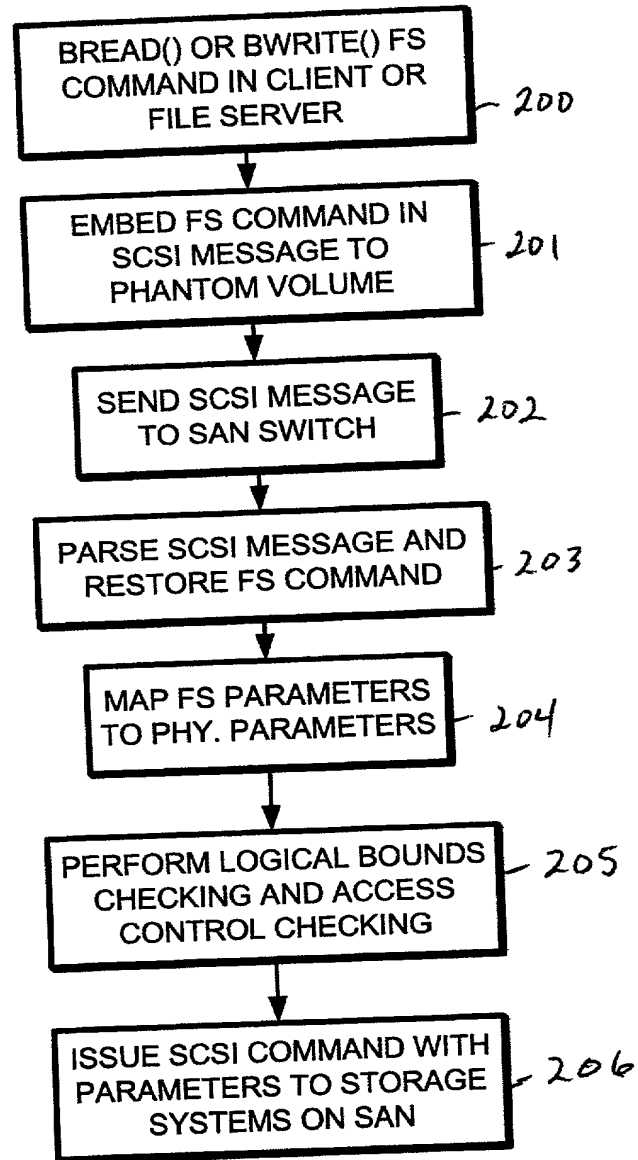 BREAD() OR BWRITE() FS
COMMAND IN CLIENT OR
FILE SERVER
200
EMBED FS COMMAND IN
SCSI MESSAGE TO
PHANTOM VOLUME
201
SEND SCSI MESSAGE
TO SAN SWITCH
202
PARSE SCSI MESSAGE AND
RESTORE FS COMMAND
203
MAP FS PARAMETERS
TO PHY. PARAMETERS
204
PERFORM LOGICAL BOUNDS
CHECKING AND ACCESS
CONTROL CHECKING
205
ISSUE SCSI COMMAND WITH
PARAMETERS TO STORAGE
SYSTEMS ON SAN
206